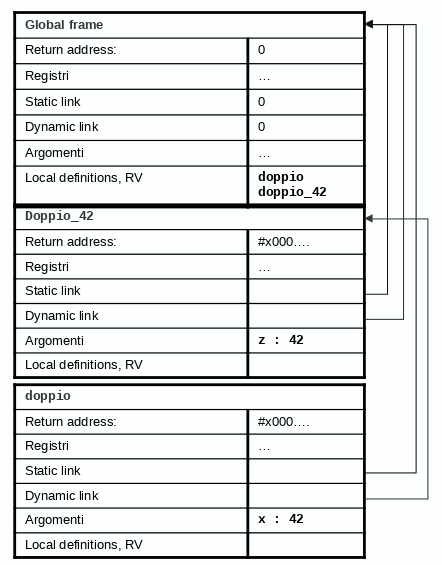 Global frame
Return address: 0
Registri ...
Static link 0
Dynamic link 0
Argomenti ...
Local definitions, RV doppio
doppio_42
Doppio_42
Return address: #x000....
Registri ...
Static link
Dynamic link
Argomenti z : 42
Local definitions, RV
doppio
Return address: #x000....
Registri ...
Static link
Dynamic link
Argomenti x : 42
Local definitions, RV